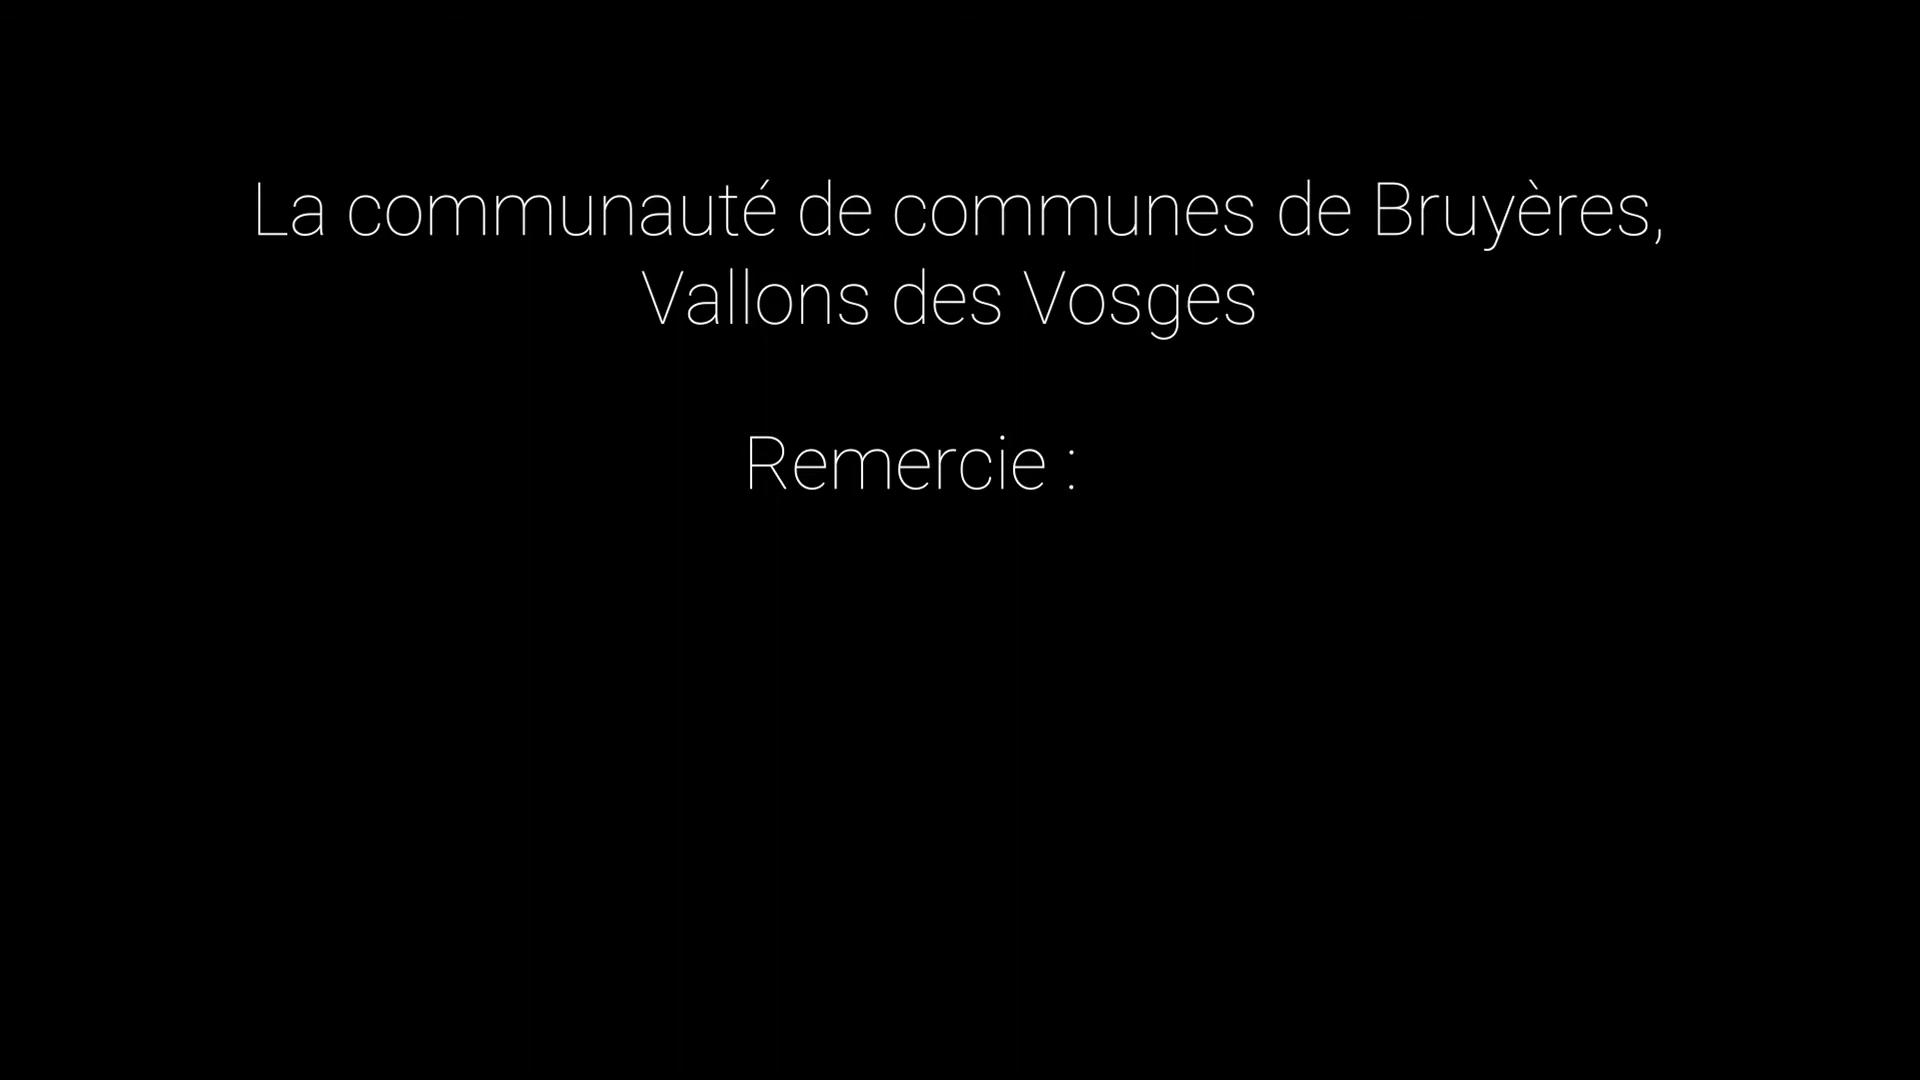 La communauté de communes de Bruyères,
Vallons des Vosges
Remercie :